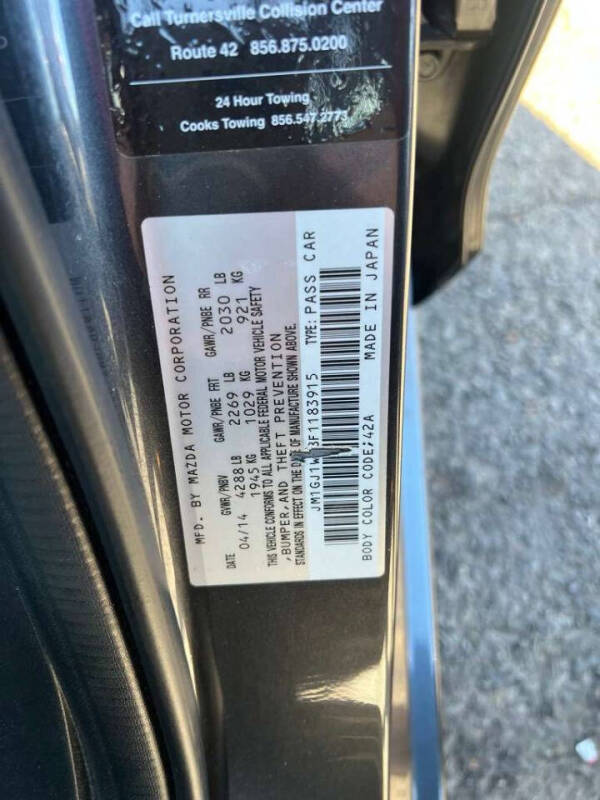 Call Turnersville Collision Center
Route 42 856.875.0200
24 Hour Towing
Cooks Towing 856.547.2773
MFD. BY MAZDA MOTOR CORPORATION
DATE GVWR/PNBV GAWR/PNBE FRT GAWR/PNBE RR
04/14 4288 LB 2269 LB 2030 LB
1945 KG 1029 KG 921 KG
THIS VEHICLE CONFORMS TO ALL APPLICABLE FEDERAL MOTOR VEHICLE SAFETY
,BUMPER,AND THEFT PREVENTION
STANDARDS IN EFFECT ON THE DATE OF MANUFACTURE SHOWN ABOVE.
JM1GJ1 F1183915 TYPE: PASS CAR
BODY COLOR CODE;42A MADE IN JAPAN